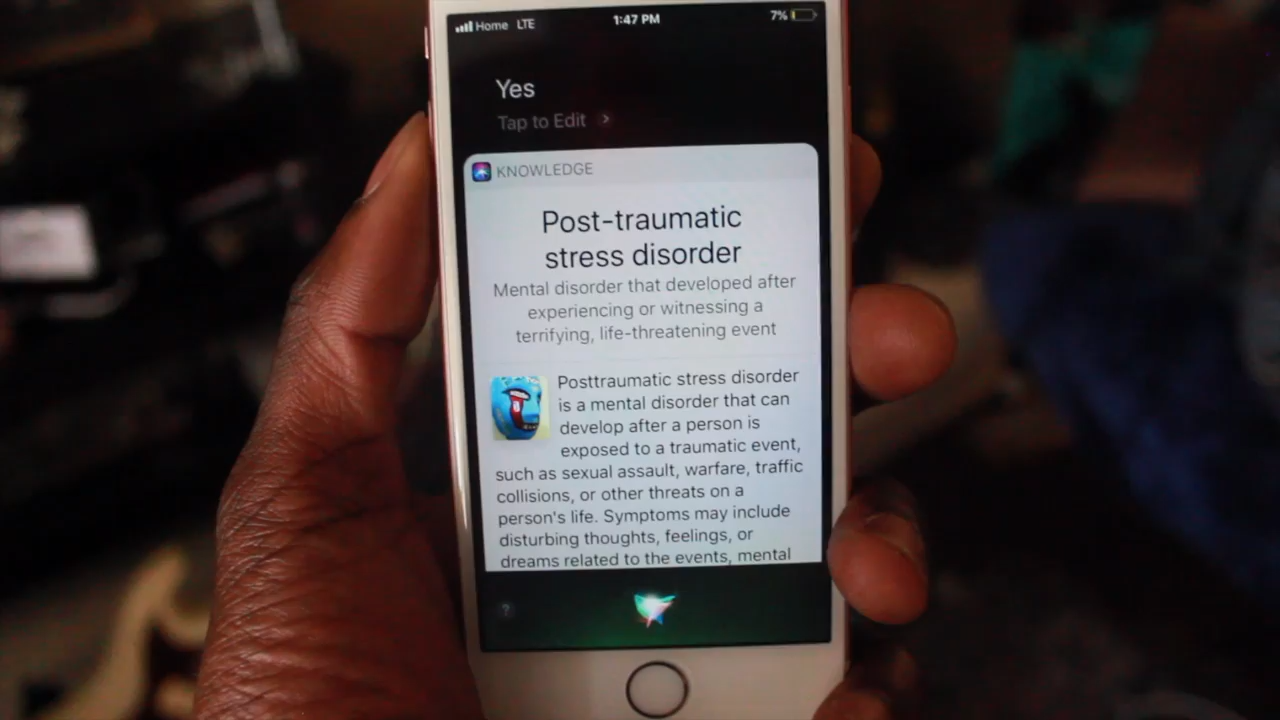 Home LTE 1:47 PM 7%
Yes
Tap to Edit >
KNOWLEDGE
Post-traumatic
stress disorder
Mental disorder that developed after
experiencing or witnessing a
terrifying, life-threatening event
Posttraumatic stress disorder
is a mental disorder that can
develop after a person is
exposed to a traumatic event,
such as sexual assault, warfare, traffic
collisions, or other threats on a
person's life. Symptoms may include
disturbing thoughts, feelings, or
dreams related to the events, mental
?